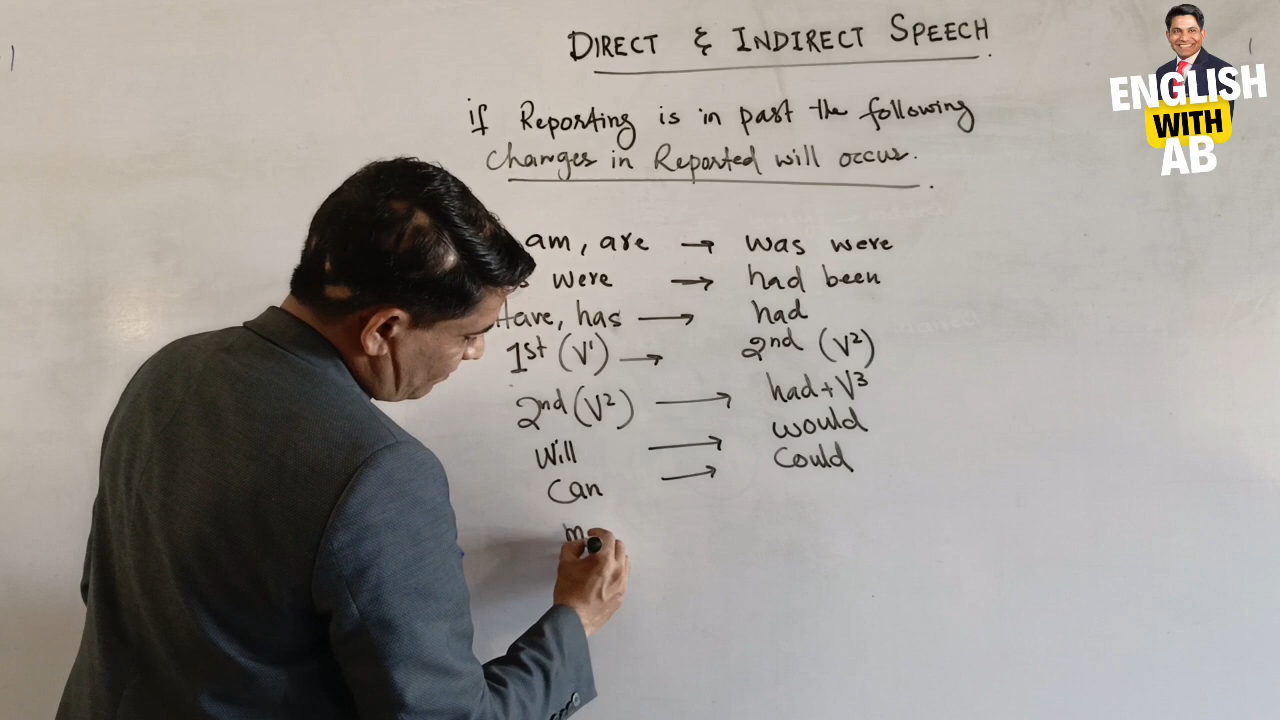 DIRECT & INDIRECT SPEECH.
if Reporting is in past the following
changes in Reported will occur.
am, are → was were
were → had been
Have, has → had
1st (V1) → 2nd (V2)
2nd (V2) → had + V3
Will → would
Can → Could
m
ENGLISH
WITH
AB